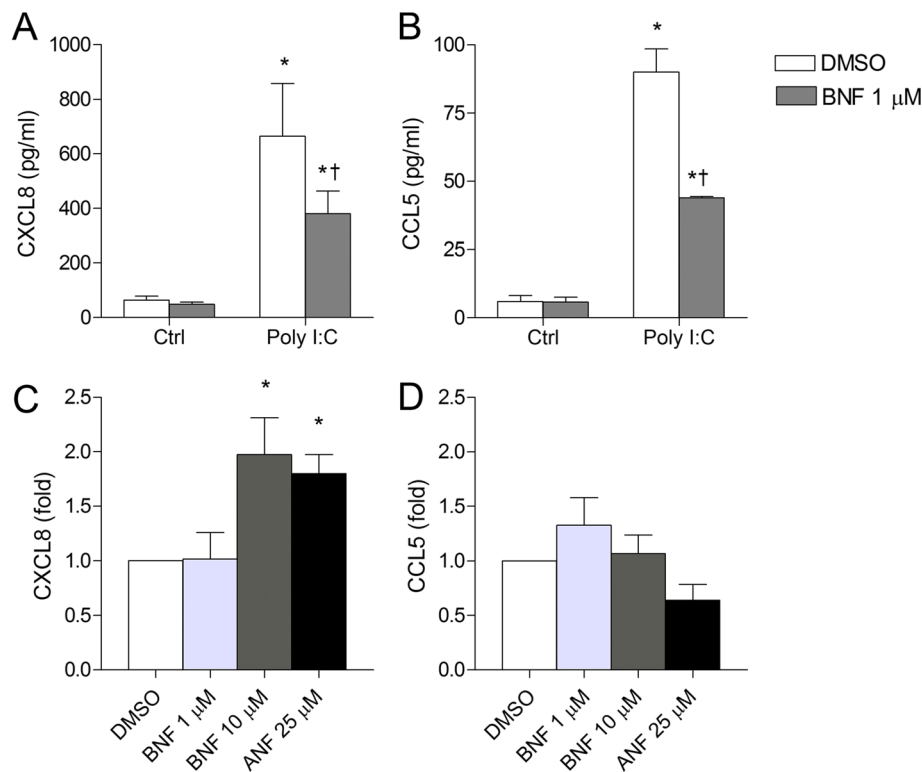 A
1000
800
600
400
200
0
CXCL8 (pg/ml)
*
*†
Ctrl
Poly I:C
B
100
75
50
25
0
CCL5 (pg/ml)
*
*†
Ctrl
Poly I:C
DMSO
BNF 1 μM
C
2.5
2.0
1.5
1.0
0.5
0.0
CXCL8 (fold)
*
*
DMSO
BNF 1 μM
BNF 10 μM
ANF 25 μM
D
2.5
2.0
1.5
1.0
0.5
0.0
CCL5 (fold)
DMSO
BNF 1 μM
BNF 10 μM
ANF 25 μM